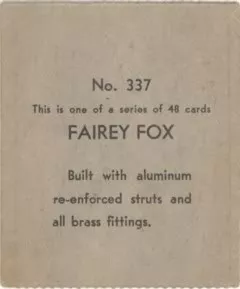 No. 337
This is one of a series of 48 cards
FAIREY FOX
Built with aluminum
re-enforced struts and
all brass fittings.